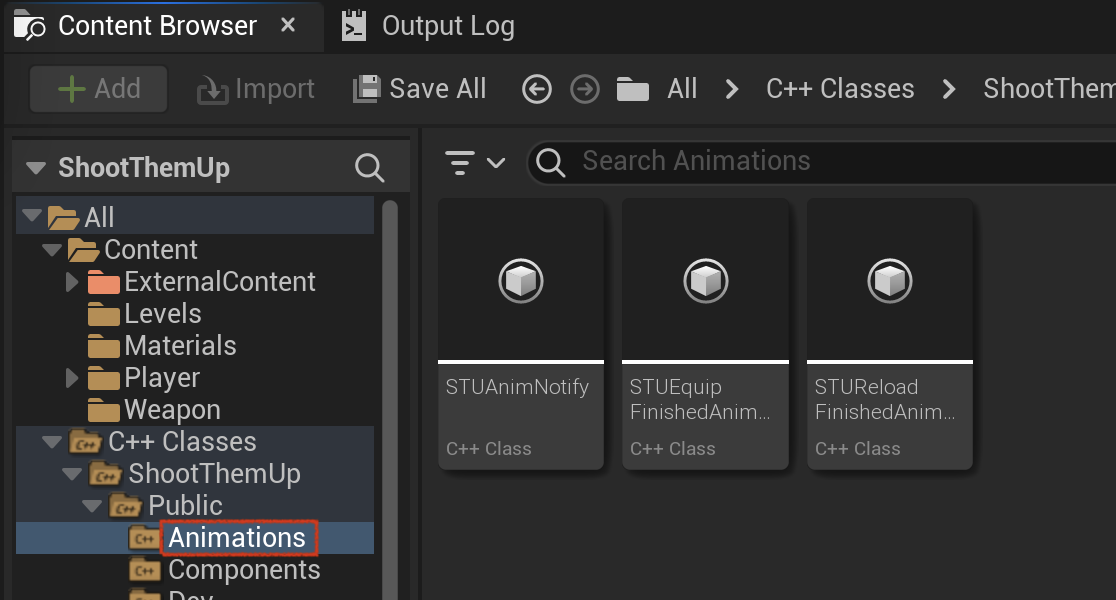 Content Browser
Output Log
Add
Import
Save All
All
C++ Classes
ShootThem
ShootThemUp
Search Animations
All
Content
ExternalContent
Levels
Materials
Player
Weapon
C++ Classes
ShootThemUp
Public
Animations
Components
Dev
STUAnimNotify
C++ Class
STUEquip
FinishedAnim...
C++ Class
STUReload
FinishedAnim...
C++ Class